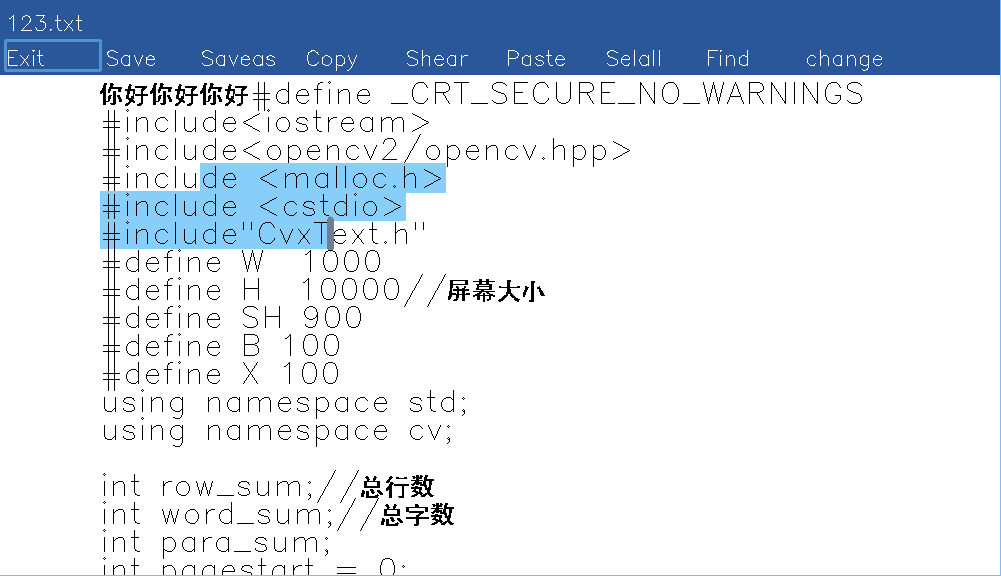 123.txt
Exit Save Saveas Copy Shear Paste Selall Find change
你好你好你好#define _CRT_SECURE_NO_WARNINGS
#include<iostream>
#include<opencv2/opencv.hpp>
#include <malloc.h>
#include <cstdio>
#include"CvxText.h"
#define W  1000
#define H  10000//屏幕大小
#define SH 900
#define B 100
#define X 100
using namespace std;
using namespace cv;

int row_sum;//总行数
int word_sum;//总字数
int para_sum;
int pagestart = 0;